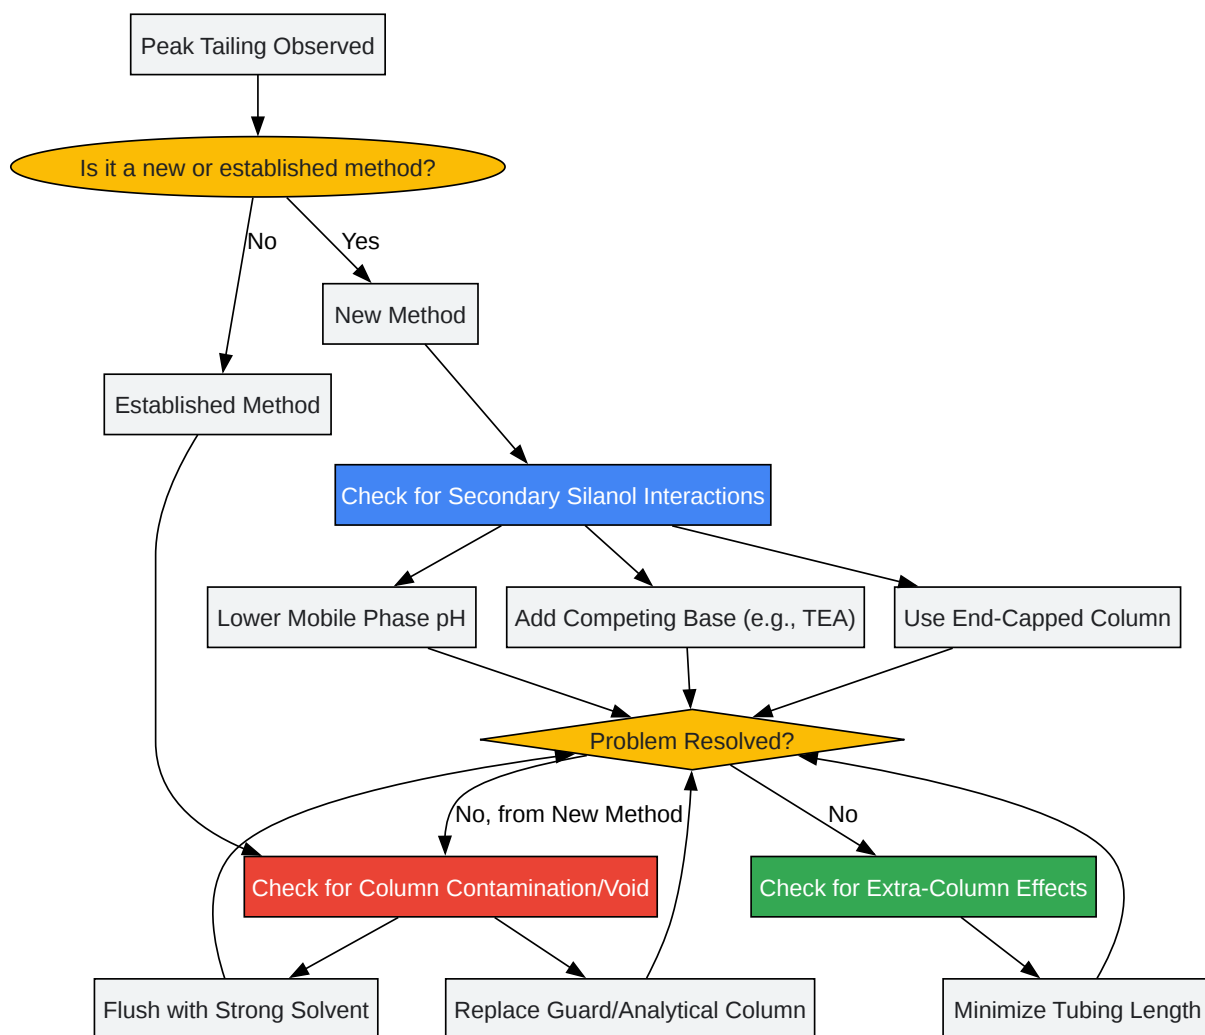 Peak Tailing Observed
Is it a new or established method?
No
Yes
New Method
Established Method
Check for Secondary Silanol Interactions
Lower Mobile Phase pH
Add Competing Base (e.g., TEA)
Use End-Capped Column
Problem Resolved?
No, from New Method
No
Check for Column Contamination/Void
Check for Extra-Column Effects
Flush with Strong Solvent
Replace Guard/Analytical Column
Minimize Tubing Length